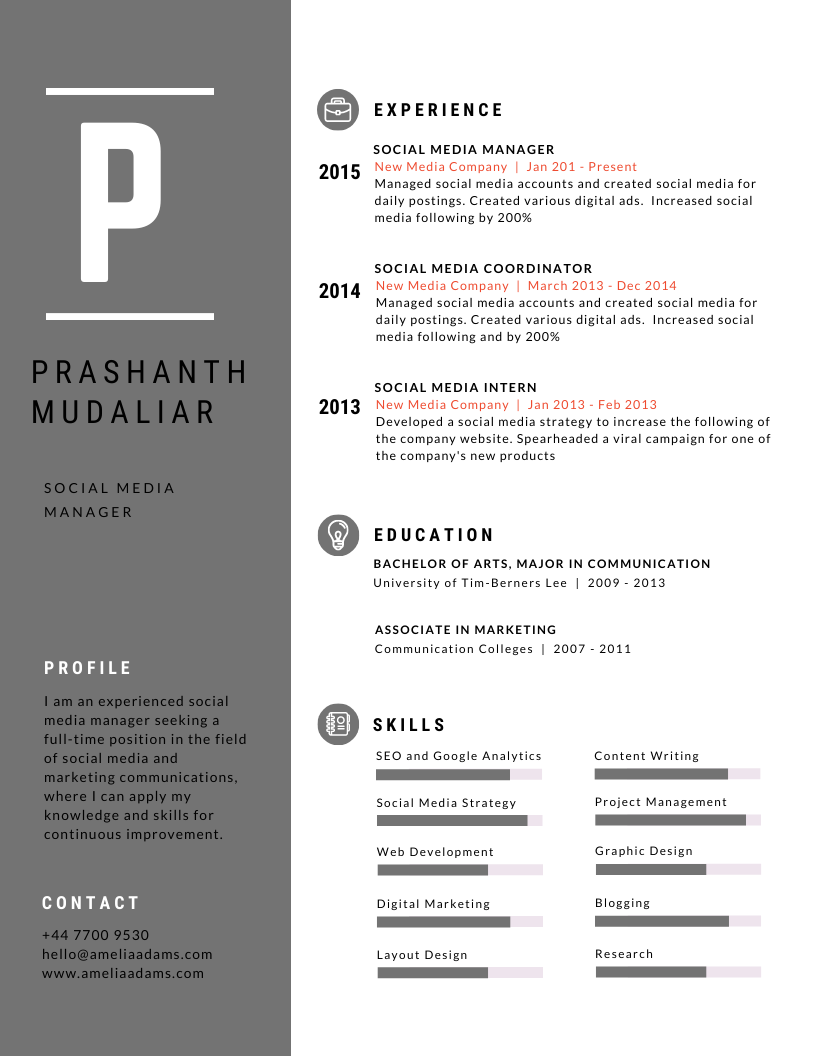 P
PRASHANTH
MUDALIAR
SOCIAL MEDIA
MANAGER
PROFILE
I am an experienced social
media manager seeking a
full-time position in the field
of social media and
marketing communications,
where I can apply my
knowledge and skills for
continuous improvement.
CONTACT
+44 7700 9530
hello@ameliaadams.com
www.ameliaadams.com
EXPERIENCE
2015
SOCIAL MEDIA MANAGER
New Media Company | Jan 201 - Present
Managed social media accounts and created social media for
daily postings. Created various digital ads.  Increased social
media following by 200%
2014
SOCIAL MEDIA COORDINATOR
New Media Company | March 2013 - Dec 2014
Managed social media accounts and created social media for
daily postings. Created various digital ads.  Increased social
media following and by 200%
2013
SOCIAL MEDIA INTERN
New Media Company | Jan 2013 - Feb 2013
Developed a social media strategy to increase the following of
the company website. Spearheaded a viral campaign for one of
the company's new products
EDUCATION
BACHELOR OF ARTS, MAJOR IN COMMUNICATION
University of Tim-Berners Lee | 2009 - 2013
ASSOCIATE IN MARKETING
Communication Colleges | 2007 - 2011
SKILLS
SEO and Google Analytics
Social Media Strategy
Web Development
Digital Marketing
Layout Design
Content Writing
Project Management
Graphic Design
Blogging
Research